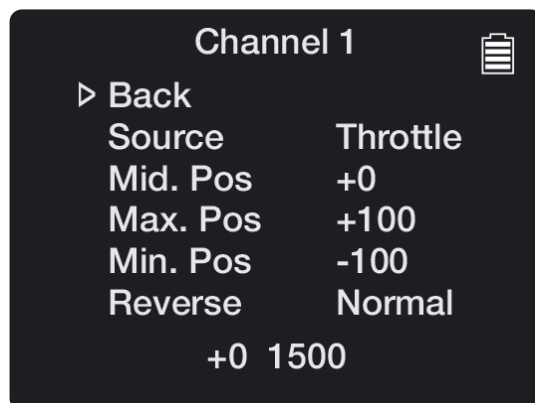 Channel 1
Back
Source Throttle
Mid. Pos +0
Max. Pos +100
Min. Pos -100
Reverse Normal
+0 1500